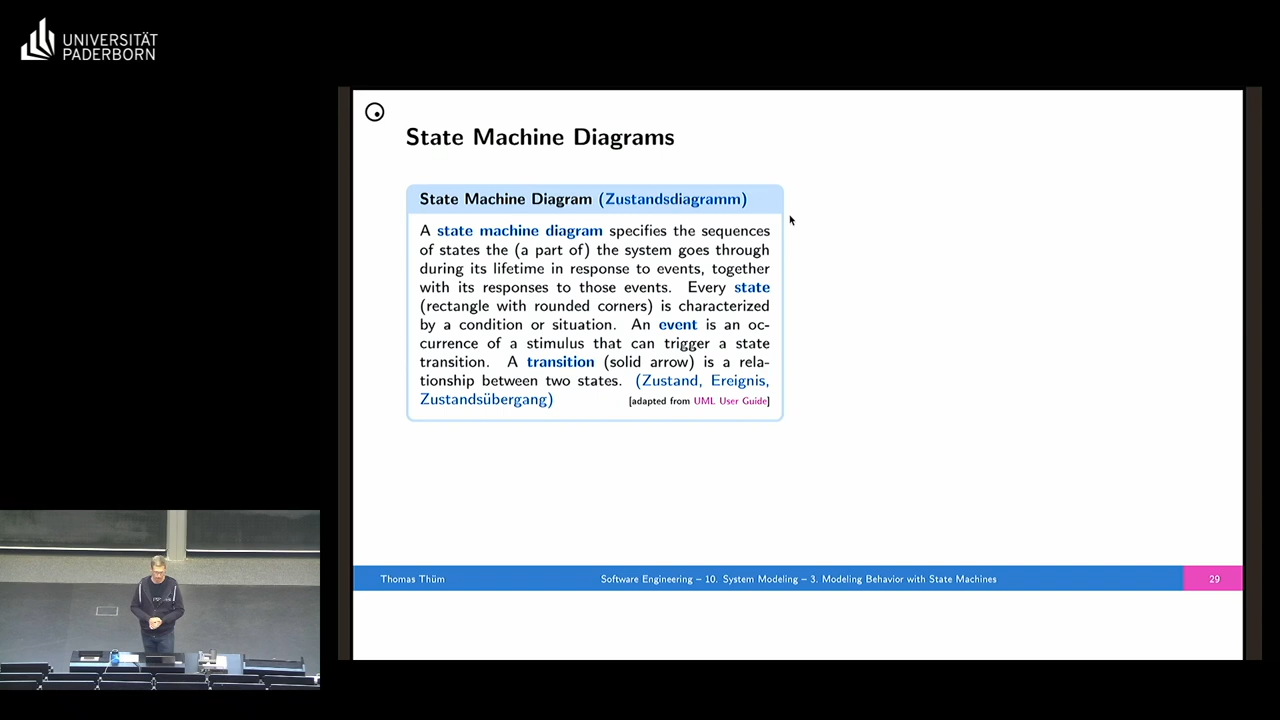 UNIVERSITÄT
PADERBORN
State Machine Diagrams
State Machine Diagram (Zustandsdiagramm)
A state machine diagram specifies the sequences
of states the (a part of) the system goes through
during its lifetime in response to events, together
with its responses to those events. Every state
(rectangle with rounded corners) is characterized
by a condition or situation. An event is an oc-
currence of a stimulus that can trigger a state
transition. A transition (solid arrow) is a rela-
tionship between two states. (Zustand, Ereignis,
Zustandsübergang) [adapted from UML User Guide]
Thomas Thüm Software Engineering – 10. System Modeling – 3. Modeling Behavior with State Machines 29